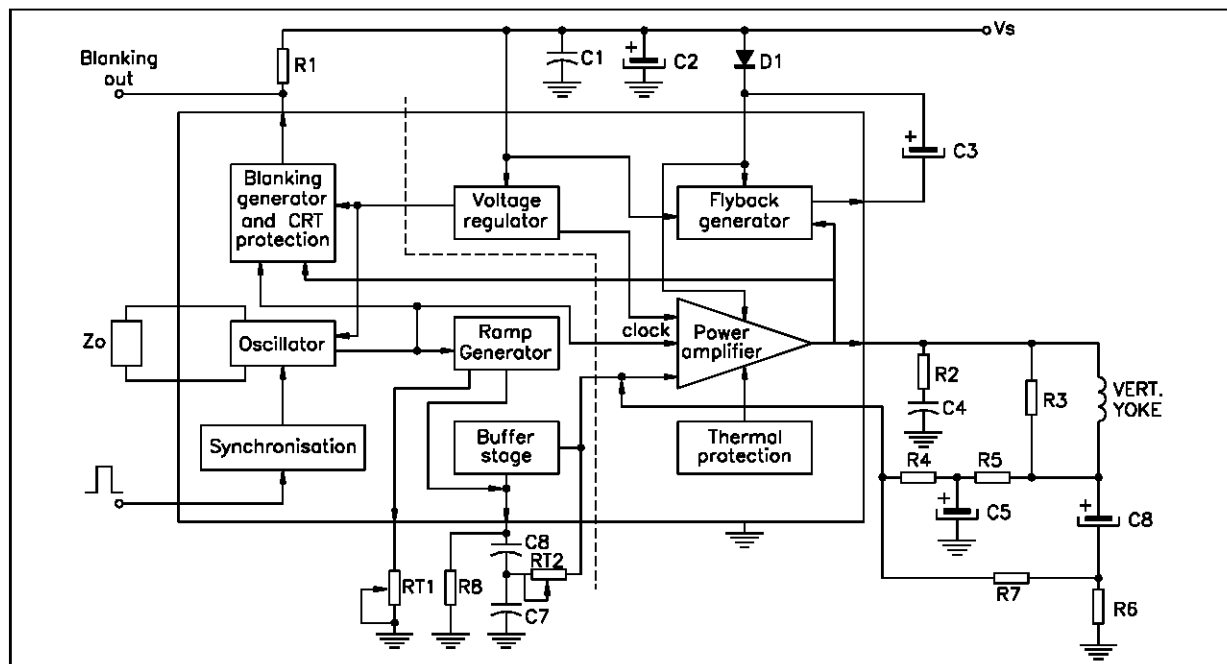 Vs
Blanking
out
R1
C1
C2
D1
C3
Blanking
generator
and CRT
protection
Voltage
regulator
Flyback
generator
Zo
Oscillator
Ramp
Generator
clock
Power
amplifier
R2
C4
R3
VERT.
YOKE
Synchronisation
Buffer
stage
Thermal
protection
R4
R5
C5
C8
C8
RT2
RT1
R8
C7
R7
R6